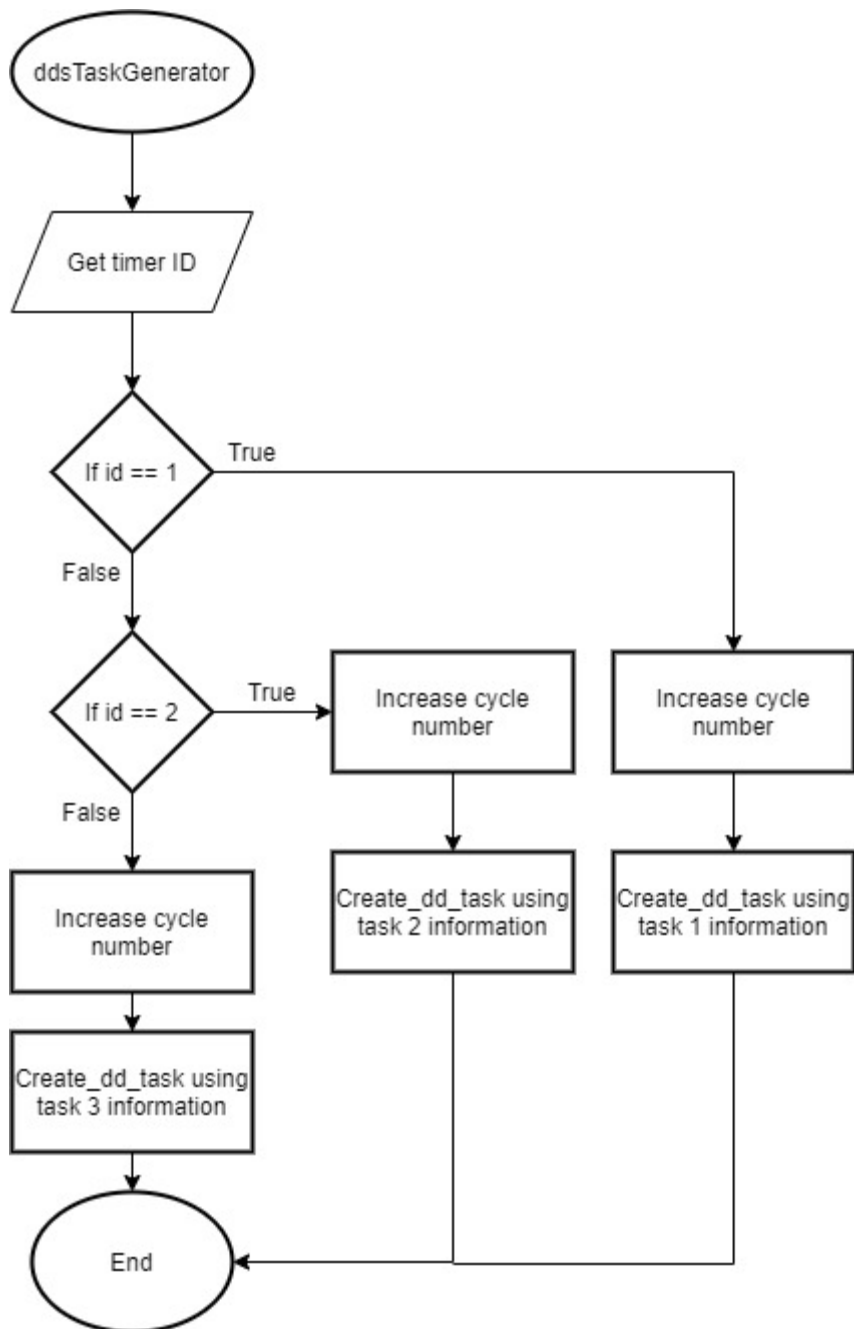 ddsTaskGenerator
Get timer ID
If id == 1
True
False
If id == 2
True
False
Increase cycle
number
Create_dd_task using
task 3 information
Increase cycle
number
Create_dd_task using
task 2 information
Increase cycle
number
Create_dd_task using
task 1 information
End